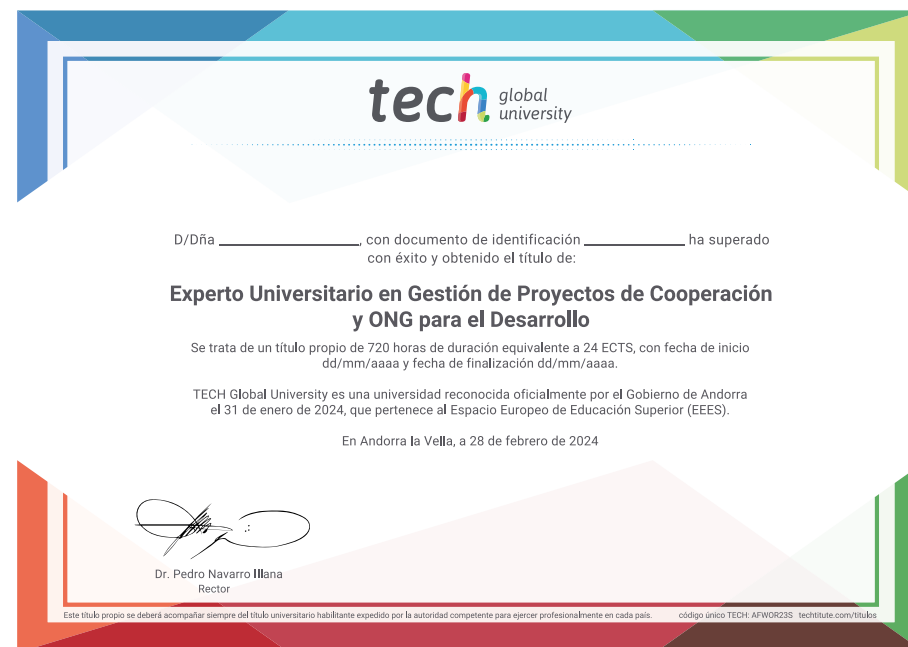 tech global university
D/Dña ____________________, con documento de identificación ______________ ha superado
con éxito y obtenido el título de:
Experto Universitario en Gestión de Proyectos de Cooperación
y ONG para el Desarrollo
Se trata de un título propio de 720 horas de duración equivalente a 24 ECTS, con fecha de inicio
dd/mm/aaaa y fecha de finalización dd/mm/aaaa.
TECH Global University es una universidad reconocida oficialmente por el Gobierno de Andorra
el 31 de enero de 2024, que pertenece al Espacio Europeo de Educación Superior (EEES).
En Andorra la Vella, a 28 de febrero de 2024
Dr. Pedro Navarro Illana
Rector
Este título propio se deberá acompañar siempre del título universitario habilitante expedido por la autoridad competente para ejercer profesionalmente en cada país. código único TECH: AFWOR23S techtitute.com/titulos